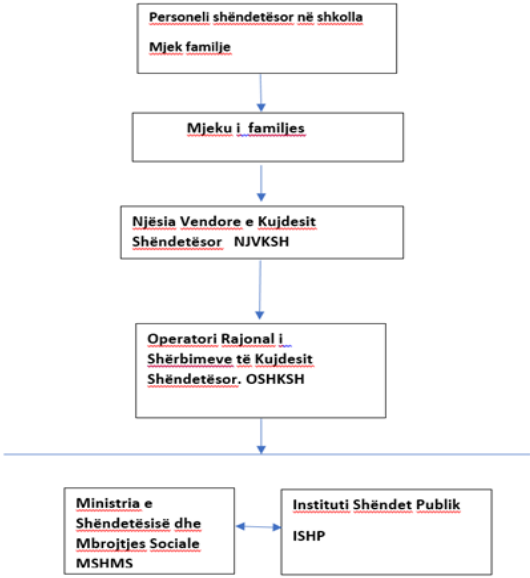 Personeli shëndetësor në shkolla
Mjek familje
Mjeku i familjes
Njësia Vendore e Kujdesit
Shëndetësor NJVKSH
Operatori Rajonal i
Shërbimeve të Kujdesit
Shëndetësor. OSHKSH
Ministria e
Shëndetësisë dhe
Mbrojtjes Sociale
MSHMS
Instituti Shëndet Publik
ISHP